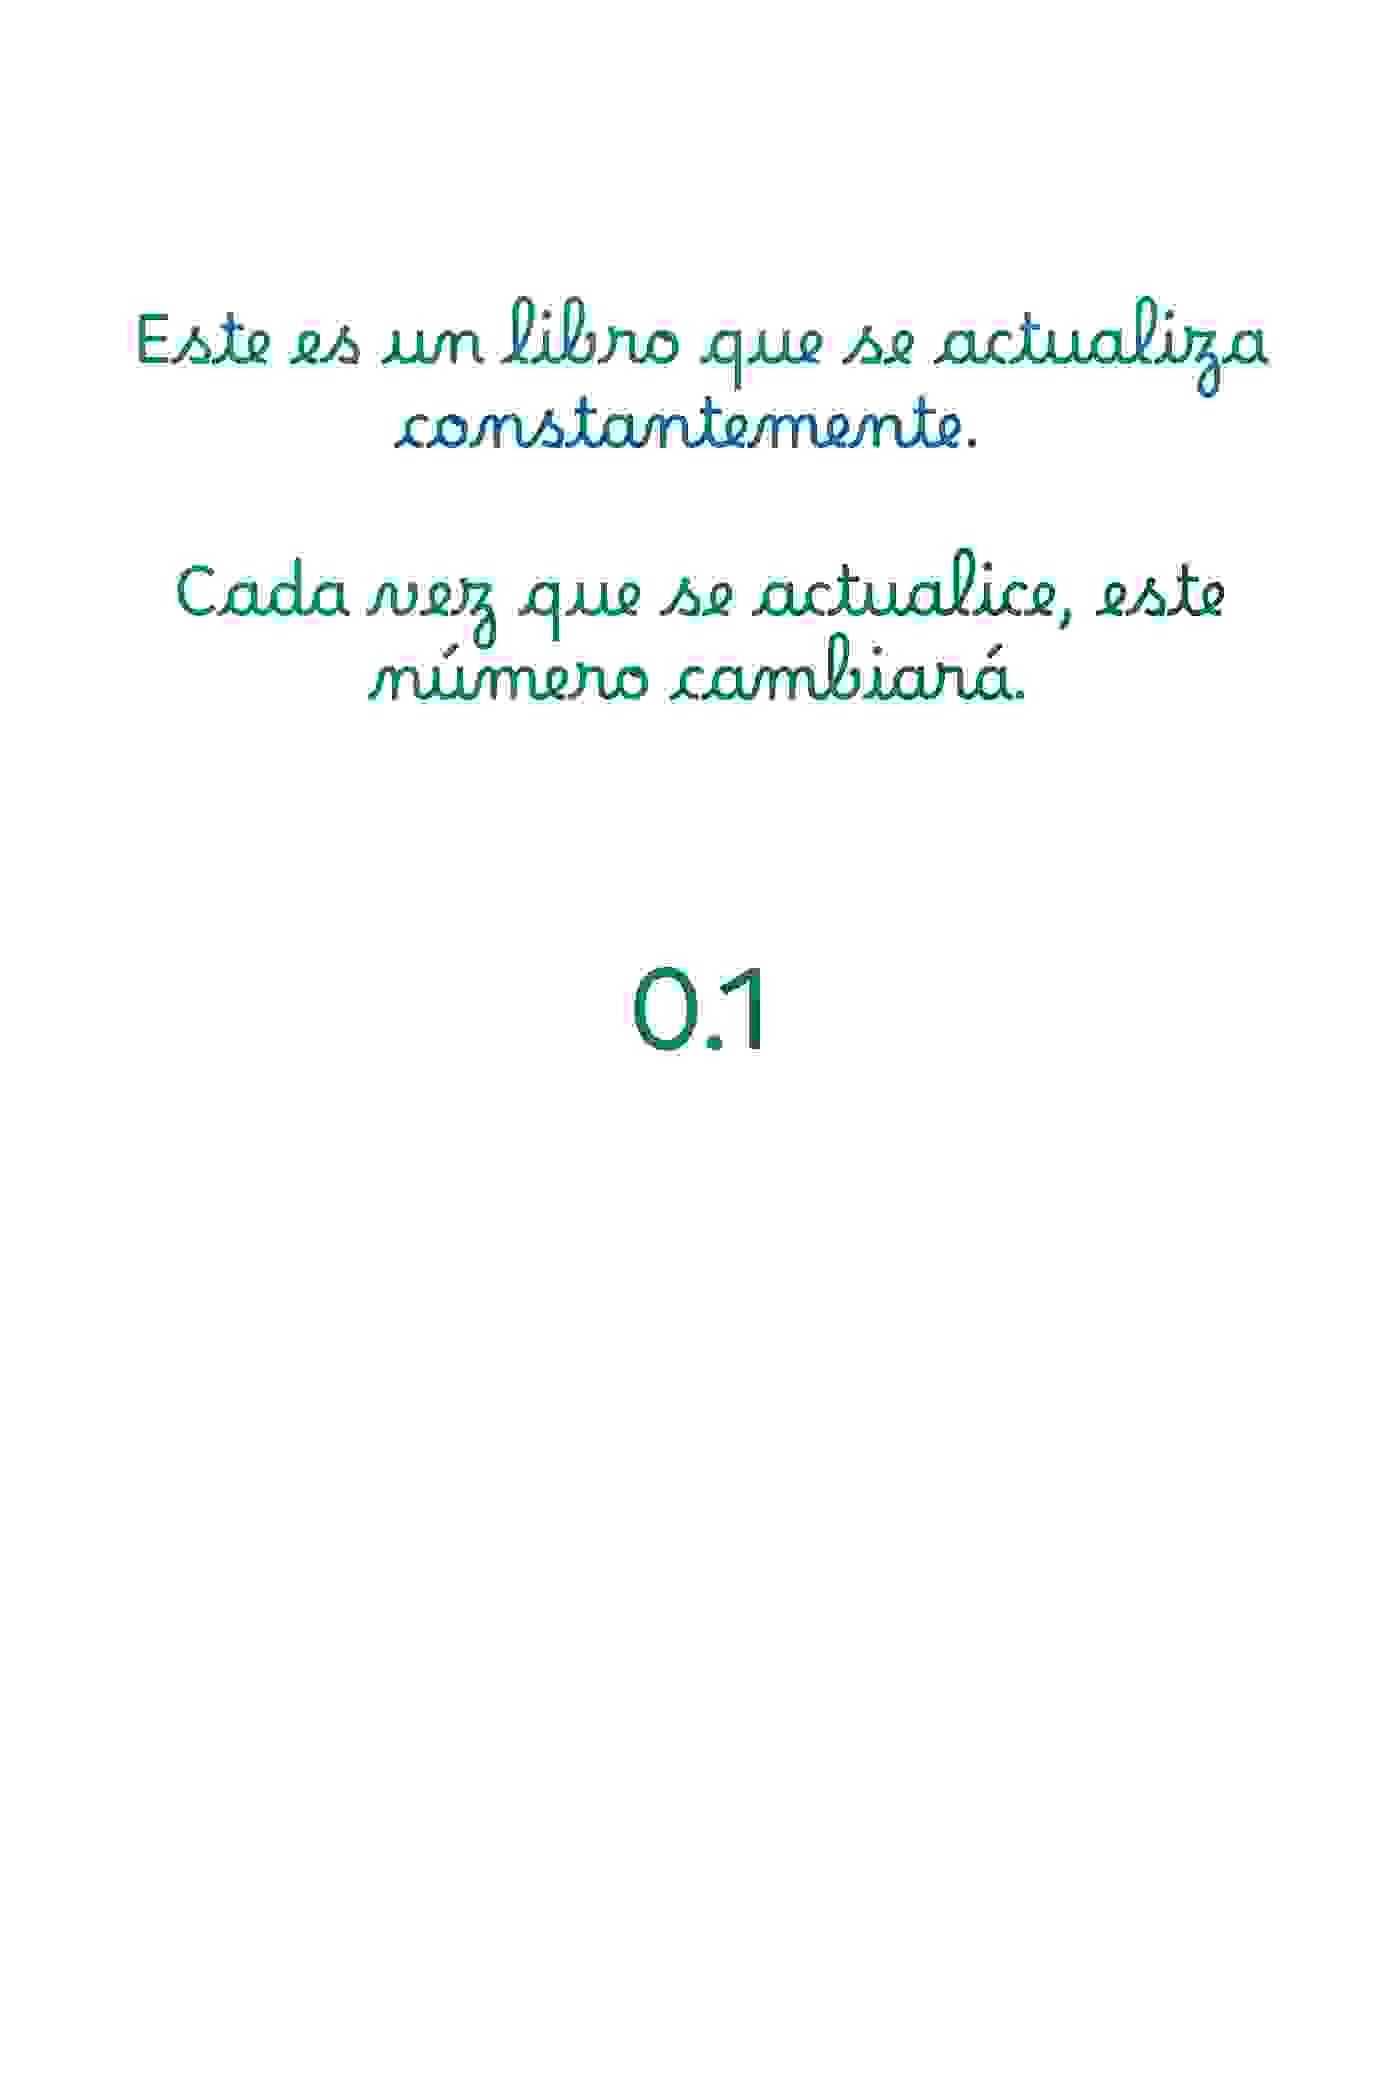 Este es un libro que se actualiza
constantemente.
Cada vez que se actualice, este
número cambiará.
0.1